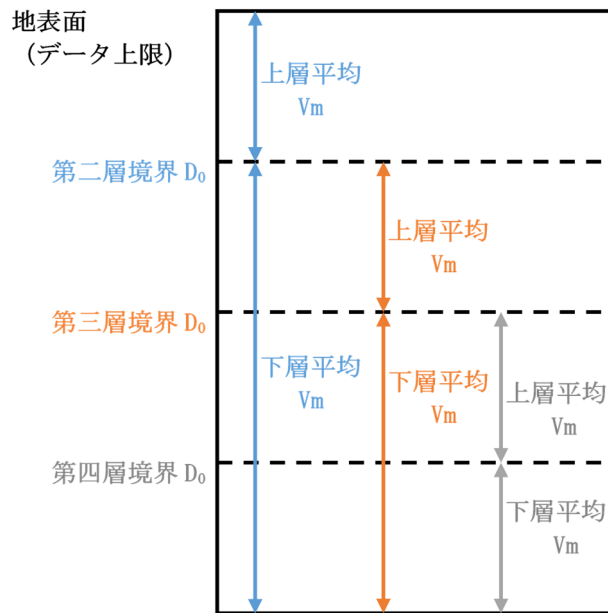 地表面
（データ上限）
上層平均
Vm
第二層境界 D₀
上層平均
Vm
第三層境界 D₀
下層平均
Vm
下層平均
Vm
上層平均
Vm
第四層境界 D₀
下層平均
Vm